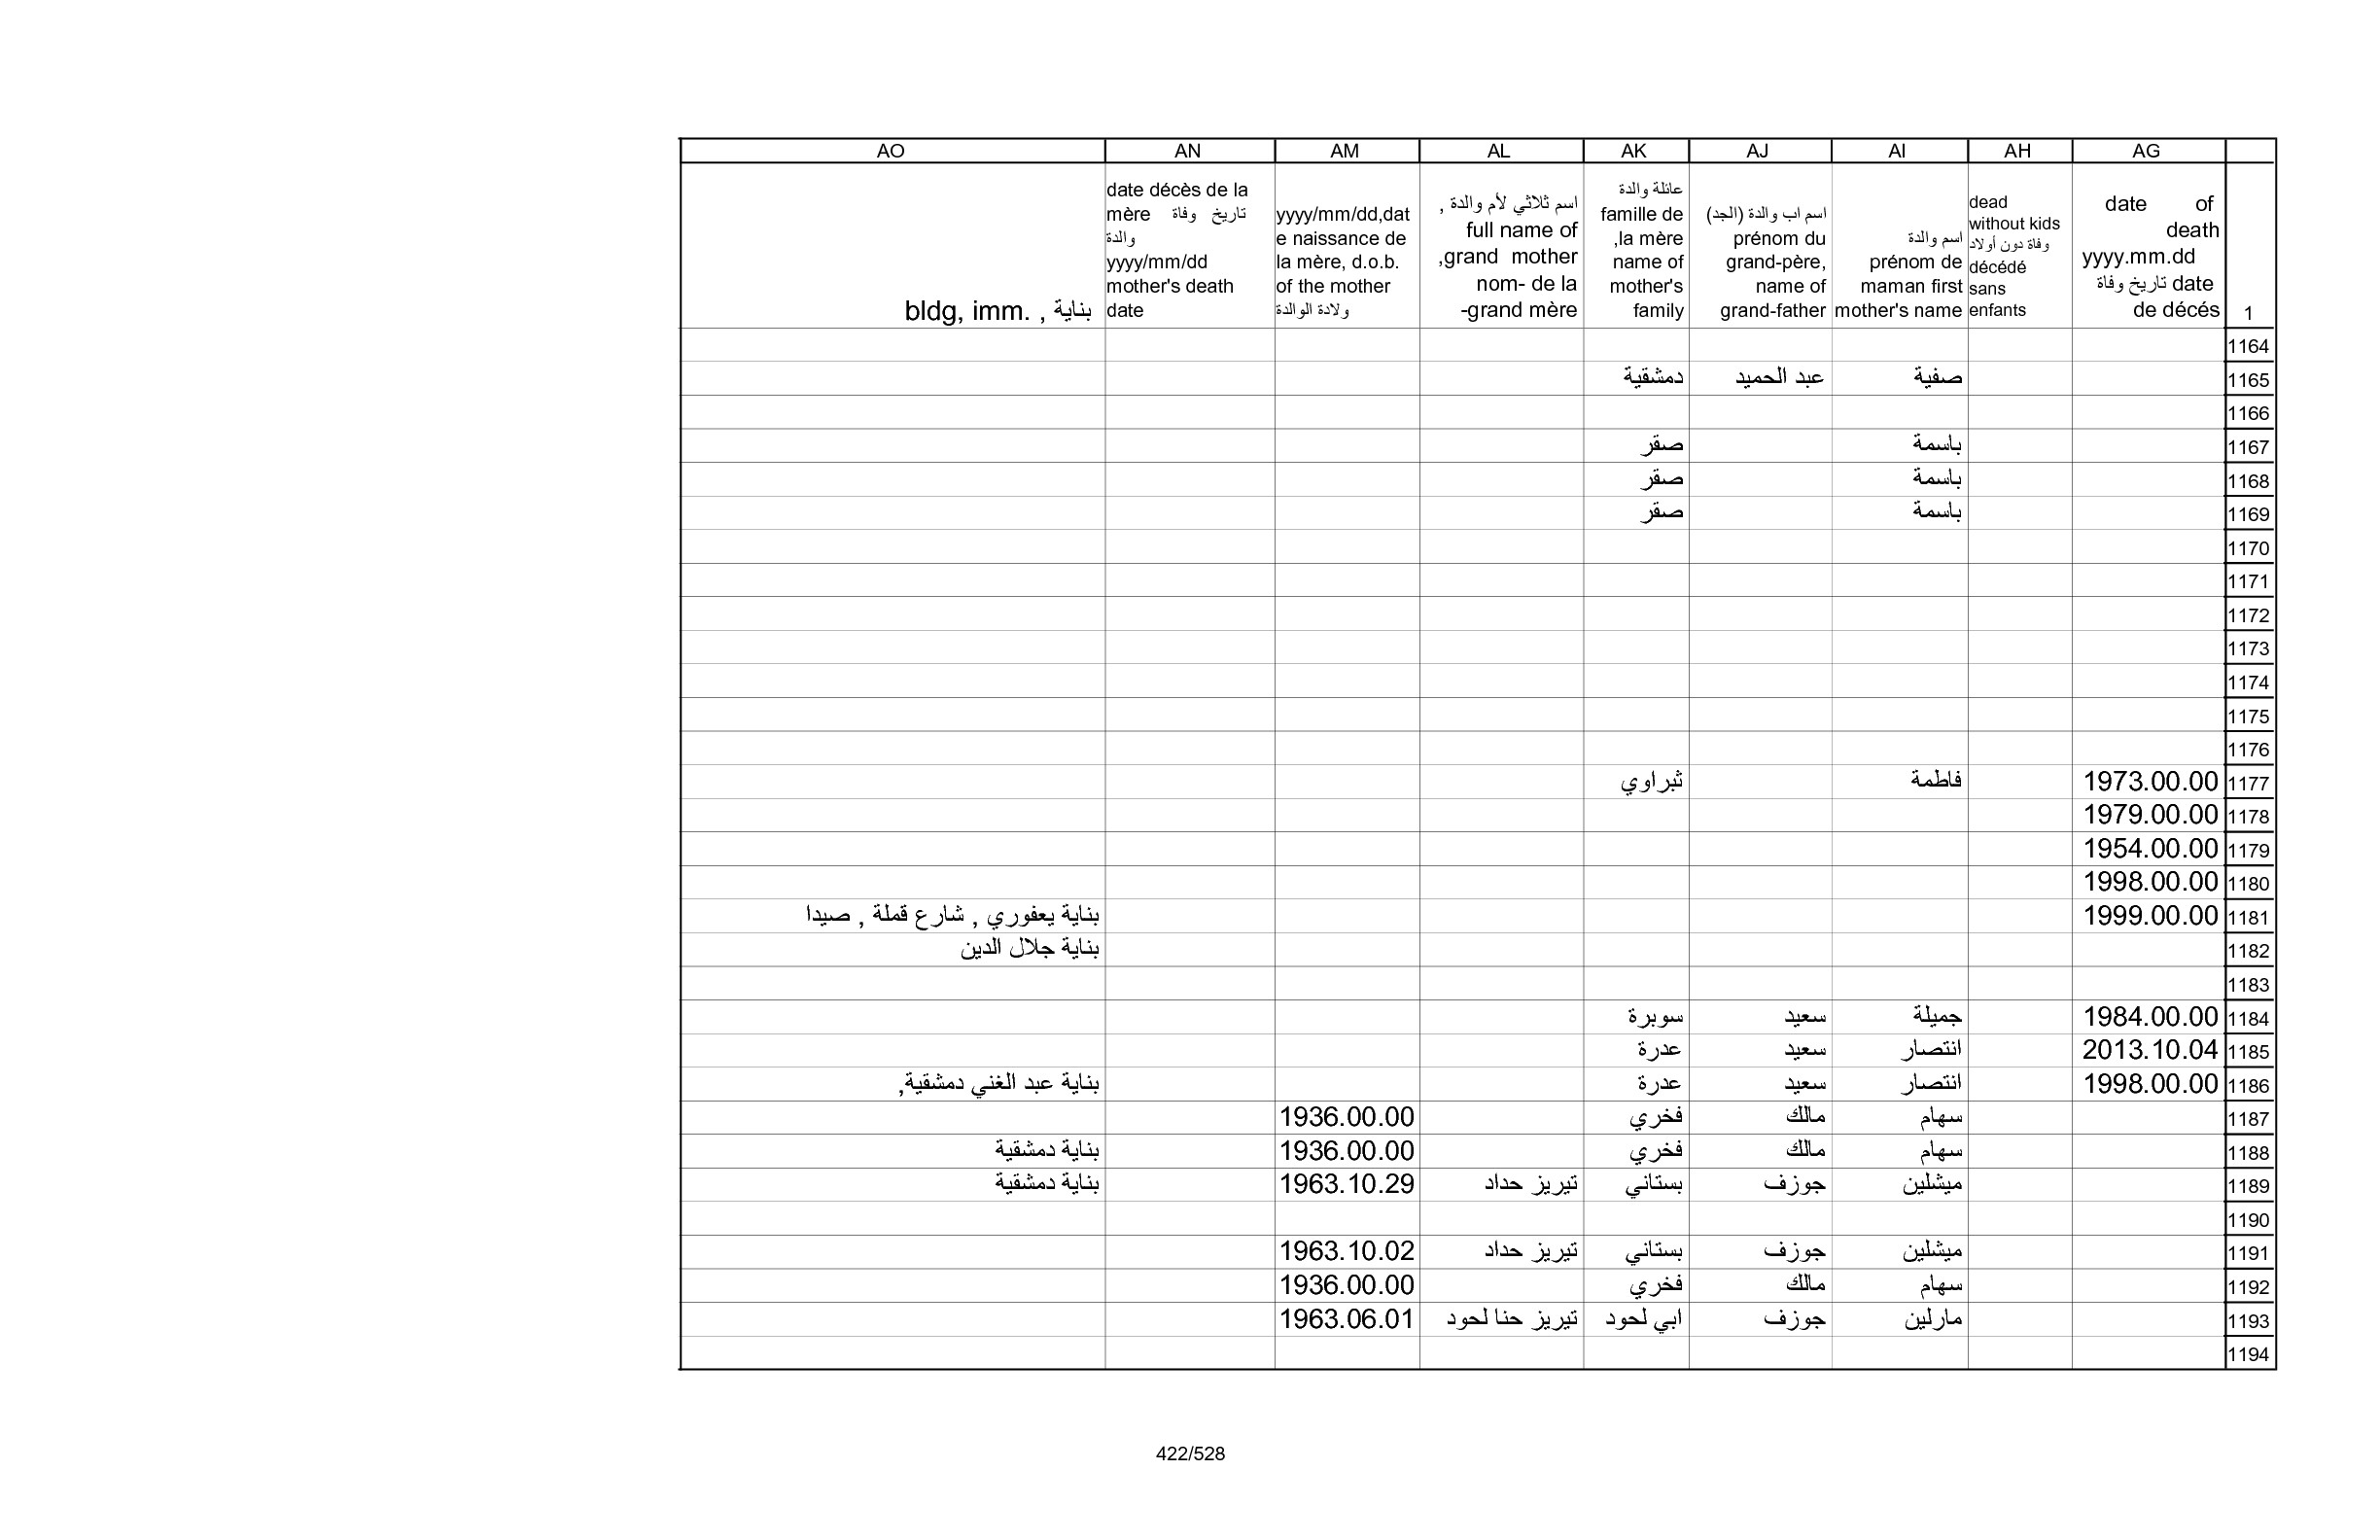 AG AH AI AJ AK AL AM AN AO
1
date of
death
yyyy.mm.dd
تاريخ وفاة date
de décés
dead
without kids
وفاة دون أولاد
décédé
sans
enfants
اسم والدة
prénom de
maman first
mother's name
اسم اب والدة (الجد)
prénom du
grand-père,
name of
grand-father
عائلة والدة
famille de
la mère,
name of
mother's
family
اسم ثلاثي لأم والدة ,
full name of
grand mother,
nom- de la
grand mère-
yyyy/mm/dd,dat
e naissance de
la mère, d.o.b.
of the mother
ولادة الوالدة
date décès de la
mère تاريخ وفاة
والدة
yyyy/mm/dd
mother's death
date
بناية , bldg, imm.
1164
1165 صفية عبد الحميد دمشقية
1166
1167 باسمة صقر
1168 باسمة صقر
1169 باسمة صقر
1170
1171
1172
1173
1174
1175
1176
1177 1973.00.00 فاطمة ثبراوي
1178 1979.00.00
1179 1954.00.00
1180 1998.00.00
1181 1999.00.00 بناية يعفوري , شارع قملة , صيدا
1182 بناية جلال الدين
1183
1184 1984.00.00 جميلة سعيد سوبرة
1185 2013.10.04 انتصار سعيد عدرة
1186 1998.00.00 انتصار سعيد عدرة بناية عبد الغني دمشقية,
1187 سهام مالك فخري 1936.00.00
1188 سهام مالك فخري 1936.00.00 بناية دمشقية
1189 ميشلين جوزف بستاني تيريز حداد 1963.10.29 بناية دمشقية
1190
1191 ميشلين جوزف بستاني تيريز حداد 1963.10.02
1192 سهام مالك فخري 1936.00.00
1193 مارلين جوزف ابي لحود تيريز حنا لحود 1963.06.01
1194
422/528